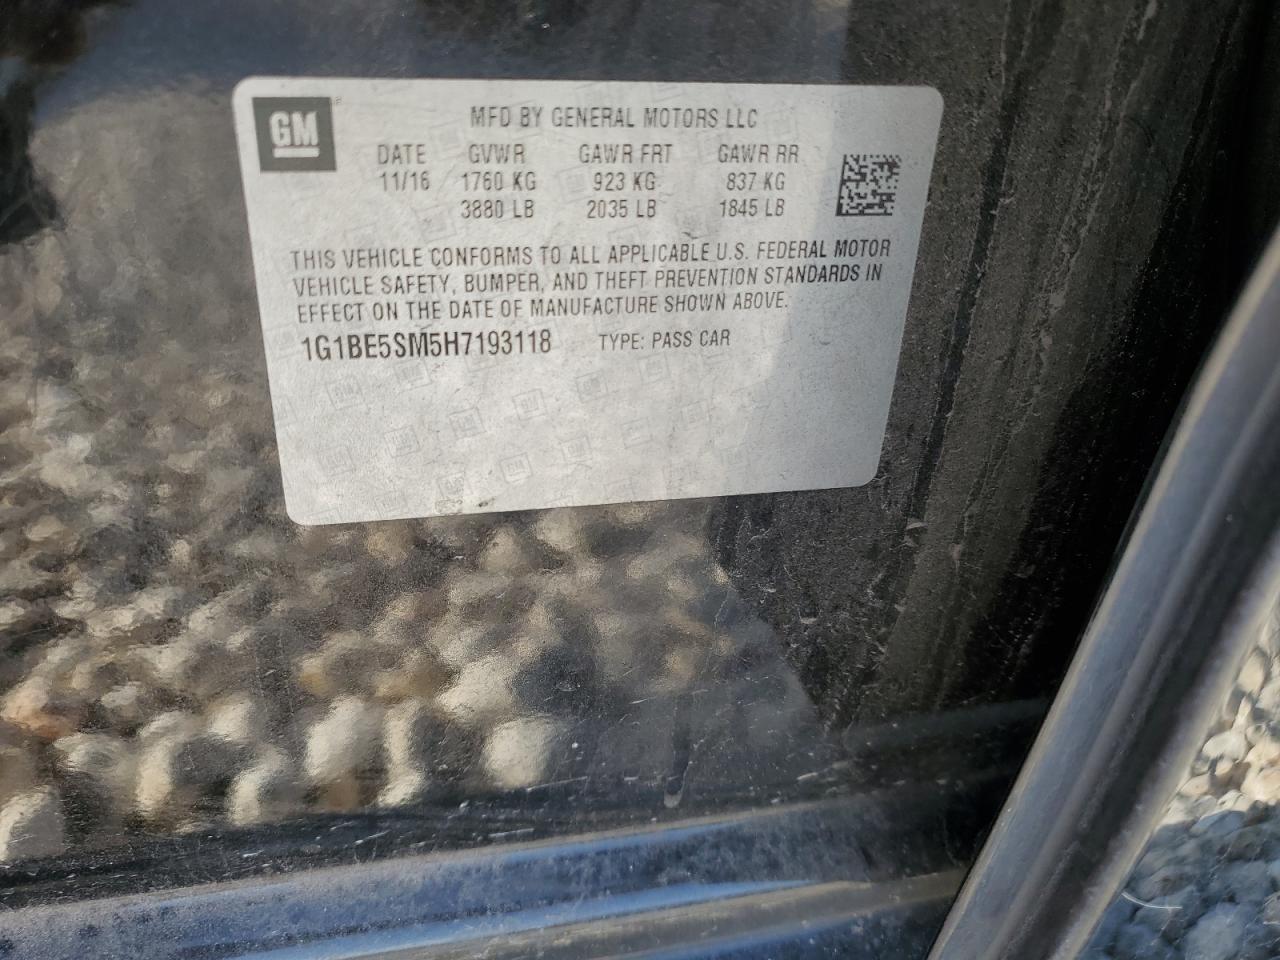 GM
MFD BY GENERAL MOTORS LLC
DATE GVWR GAWR FRT GAWR RR
11/16 1760 KG 923 KG 837 KG
3880 LB 2035 LB 1845 LB
THIS VEHICLE CONFORMS TO ALL APPLICABLE U.S. FEDERAL MOTOR
VEHICLE SAFETY, BUMPER, AND THEFT PREVENTION STANDARDS IN
EFFECT ON THE DATE OF MANUFACTURE SHOWN ABOVE.
1G1BE5SM5H7193118 TYPE: PASS CAR